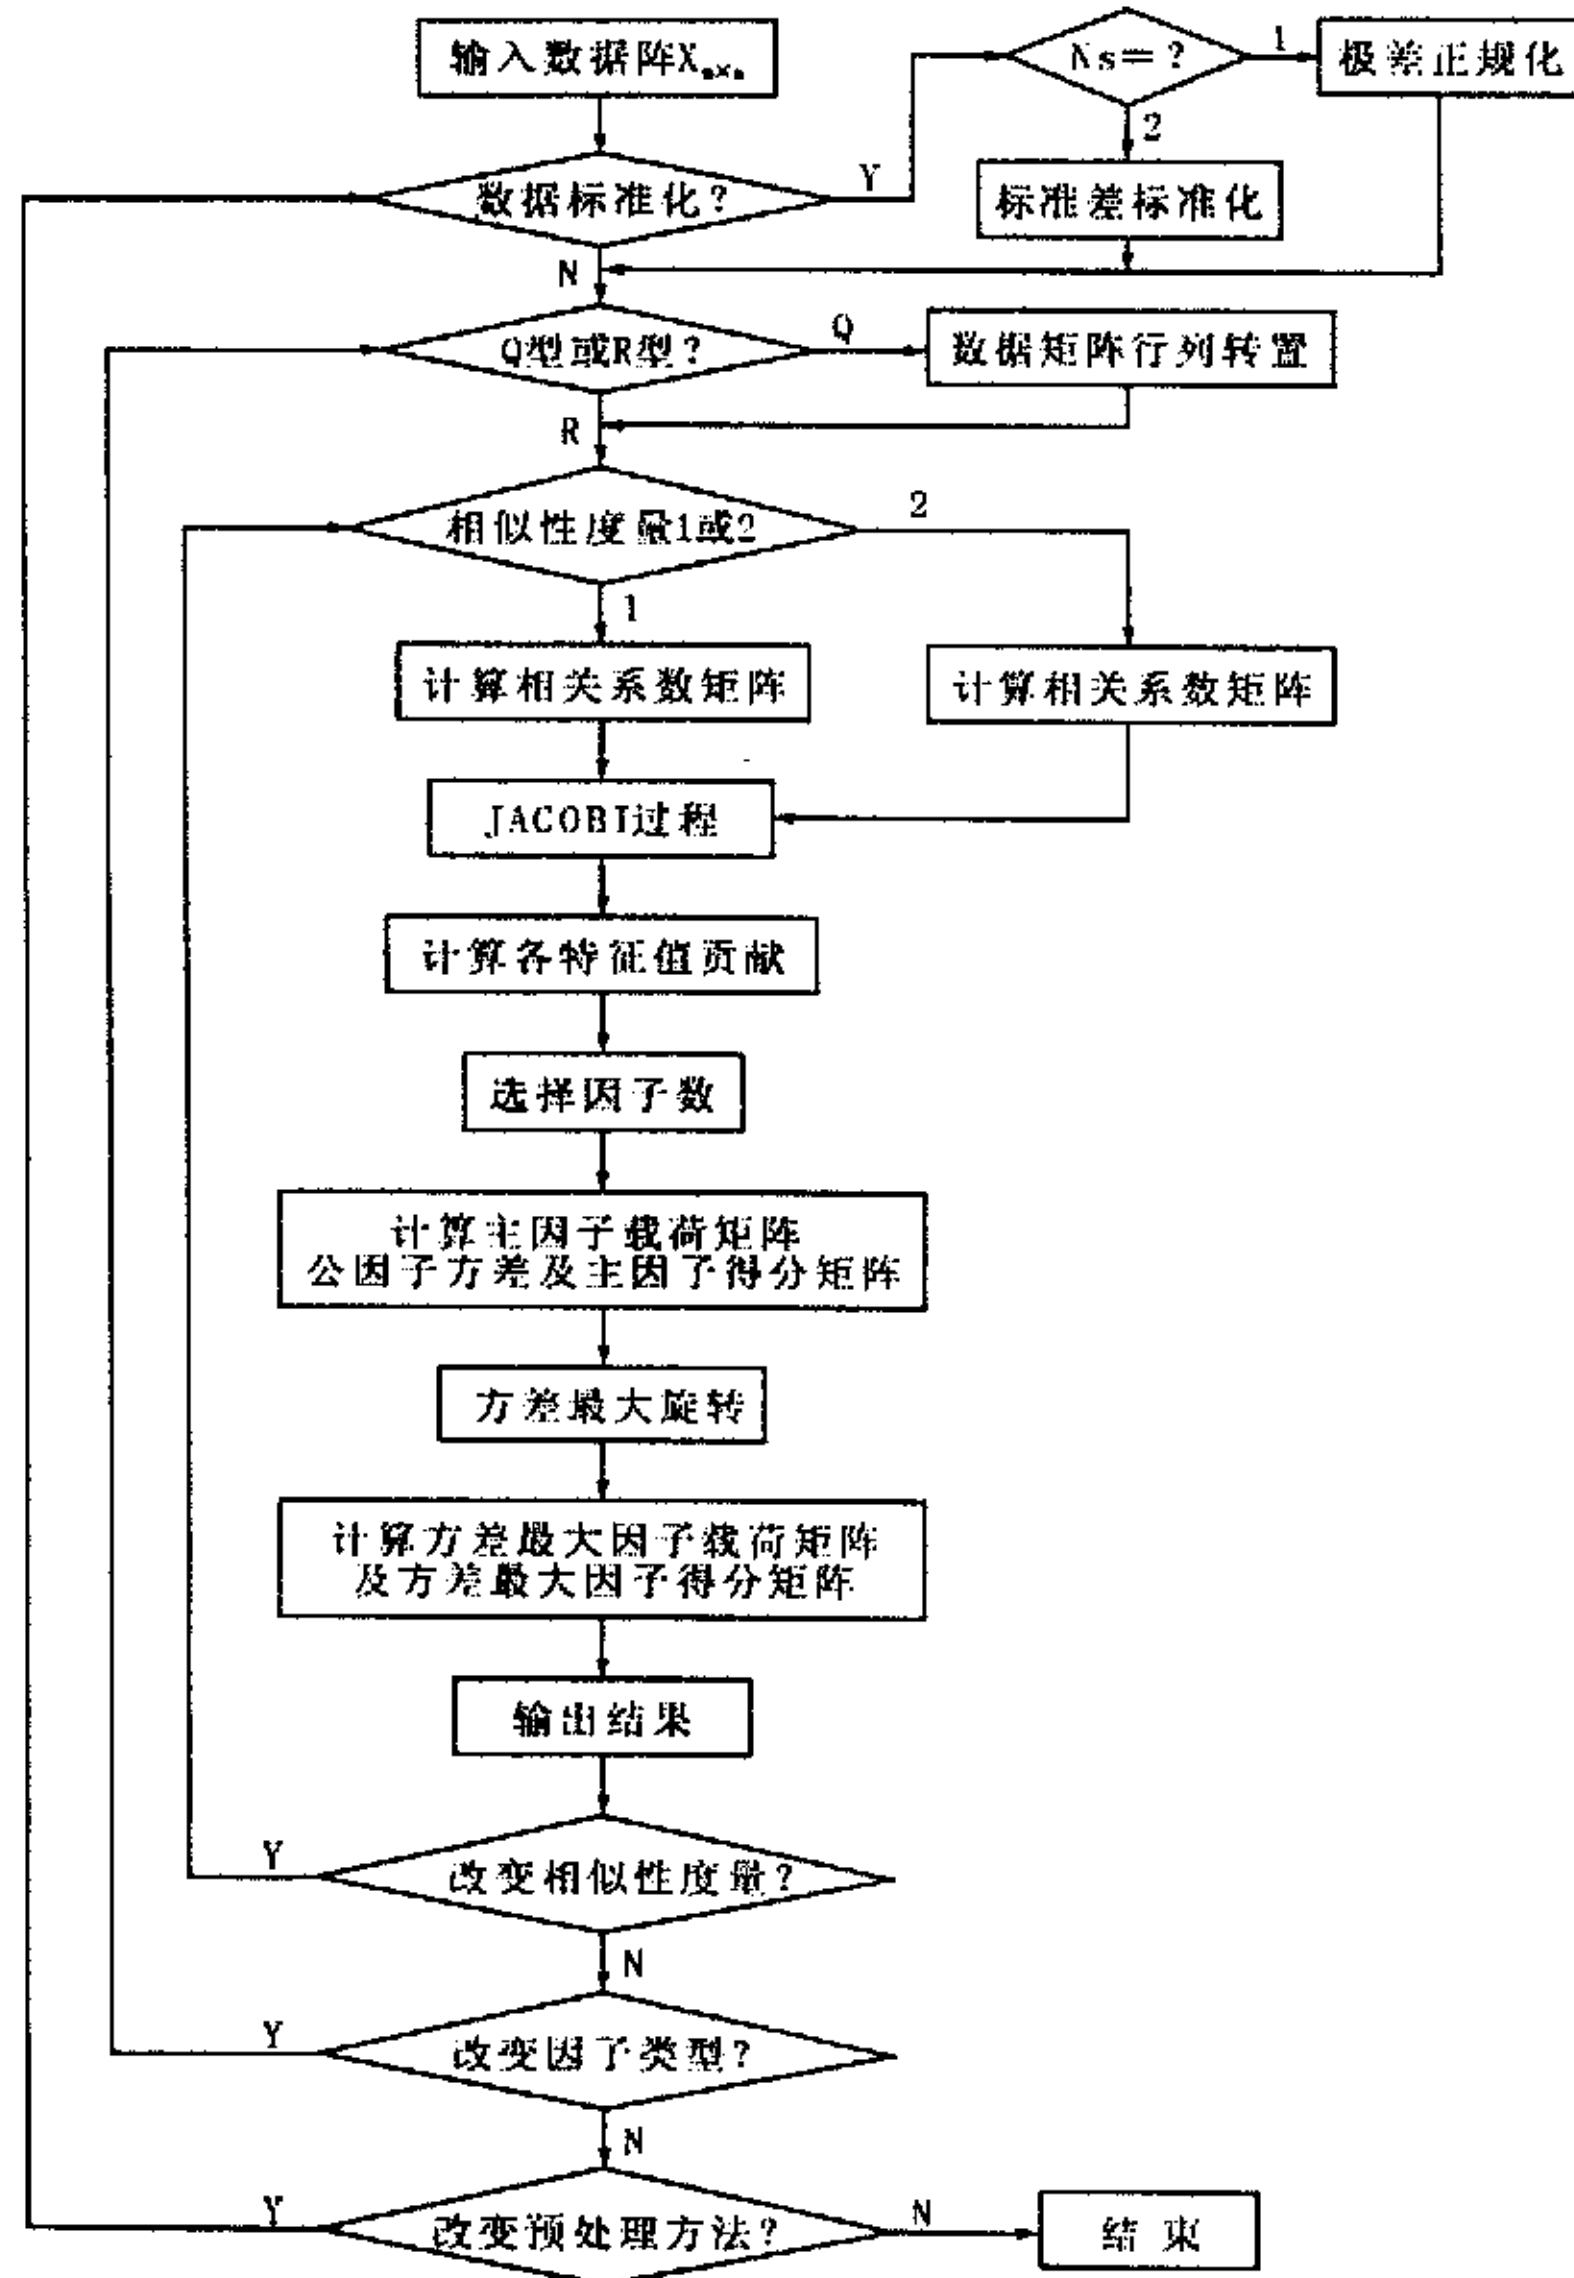 输入数据阵X
Ns=?
1
极差正规化
2
标准差标准化
数据标准化?
Y
N
Q型或R型?
Q
数据矩阵行列转置
R
相似性度量1或2
2
1
计算相关系数矩阵
计算相关系数矩阵
JACOBI过程
计算各特征值贡献
选择因子数
计算主因子载荷矩阵
公因子方差及主因子得分矩阵
方差最大旋转
计算方差最大因子载荷矩阵
及方差最大因子得分矩阵
输出结果
Y
改变相似性度量?
N
Y
改变因子类型?
N
Y
改变预处理方法?
N
结束